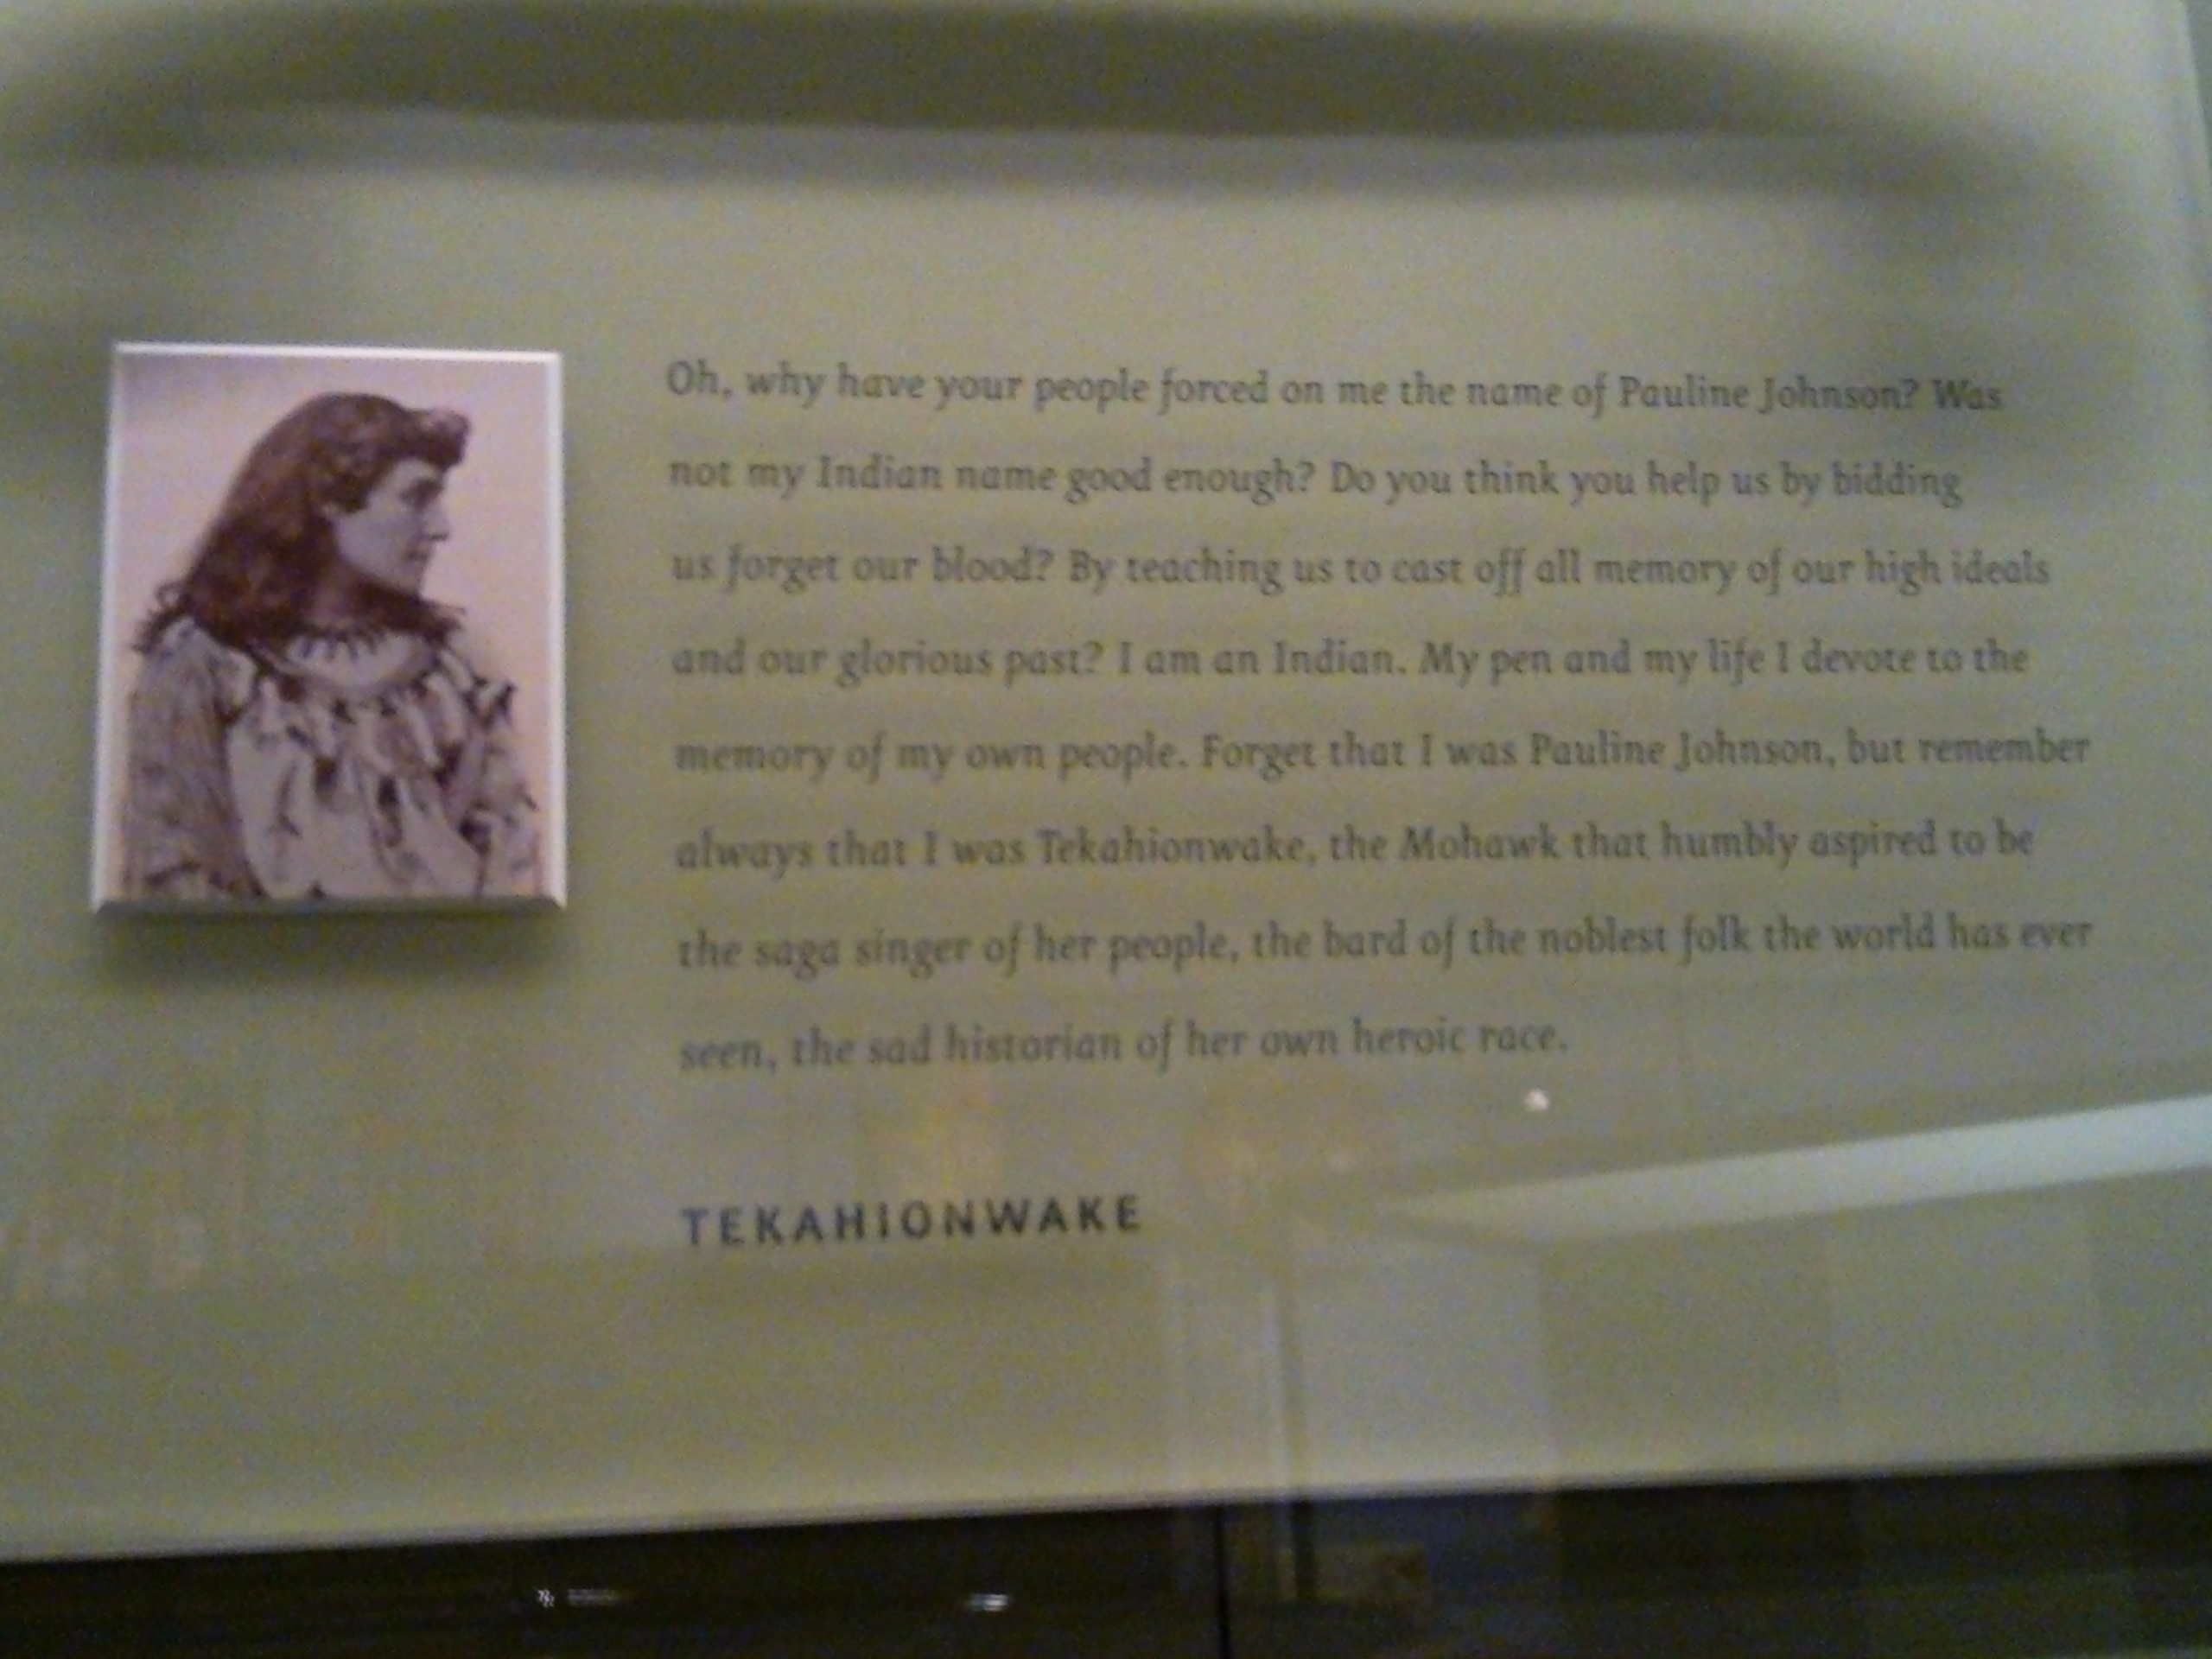 Oh, why have your people forced on me the name of Pauline Johnson? Was
not my Indian name good enough? Do you think you help us by bidding
us forget our blood? By teaching us to cast off all memory of our high ideals
and our glorious past? I am an Indian. My pen and my life I devote to the
memory of my own people. Forget that I was Pauline Johnson, but remember
always that I was Tekahionwake, the Mohawk that humbly aspired to be
the saga singer of her people, the bard of the noblest folk the world has ever
seen, the sad historian of her own heroic race.
TEKAHIONWAKE